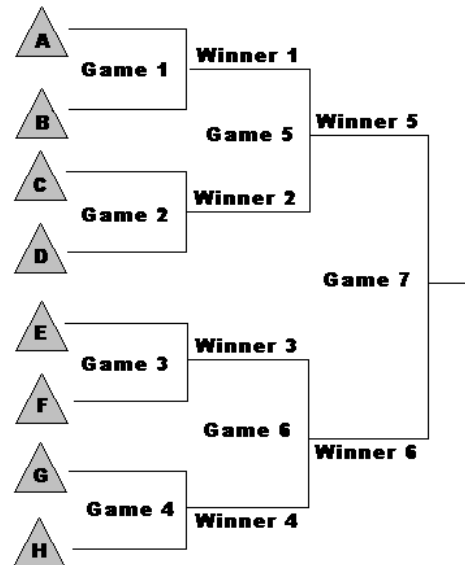 A
Winner 1
Game 1
B
Winner 5
Game 5
C
Winner 2
Game 2
D
Game 7
E
Winner 3
Game 3
F
Game 6
Winner 6
G
Game 4
Winner 4
H